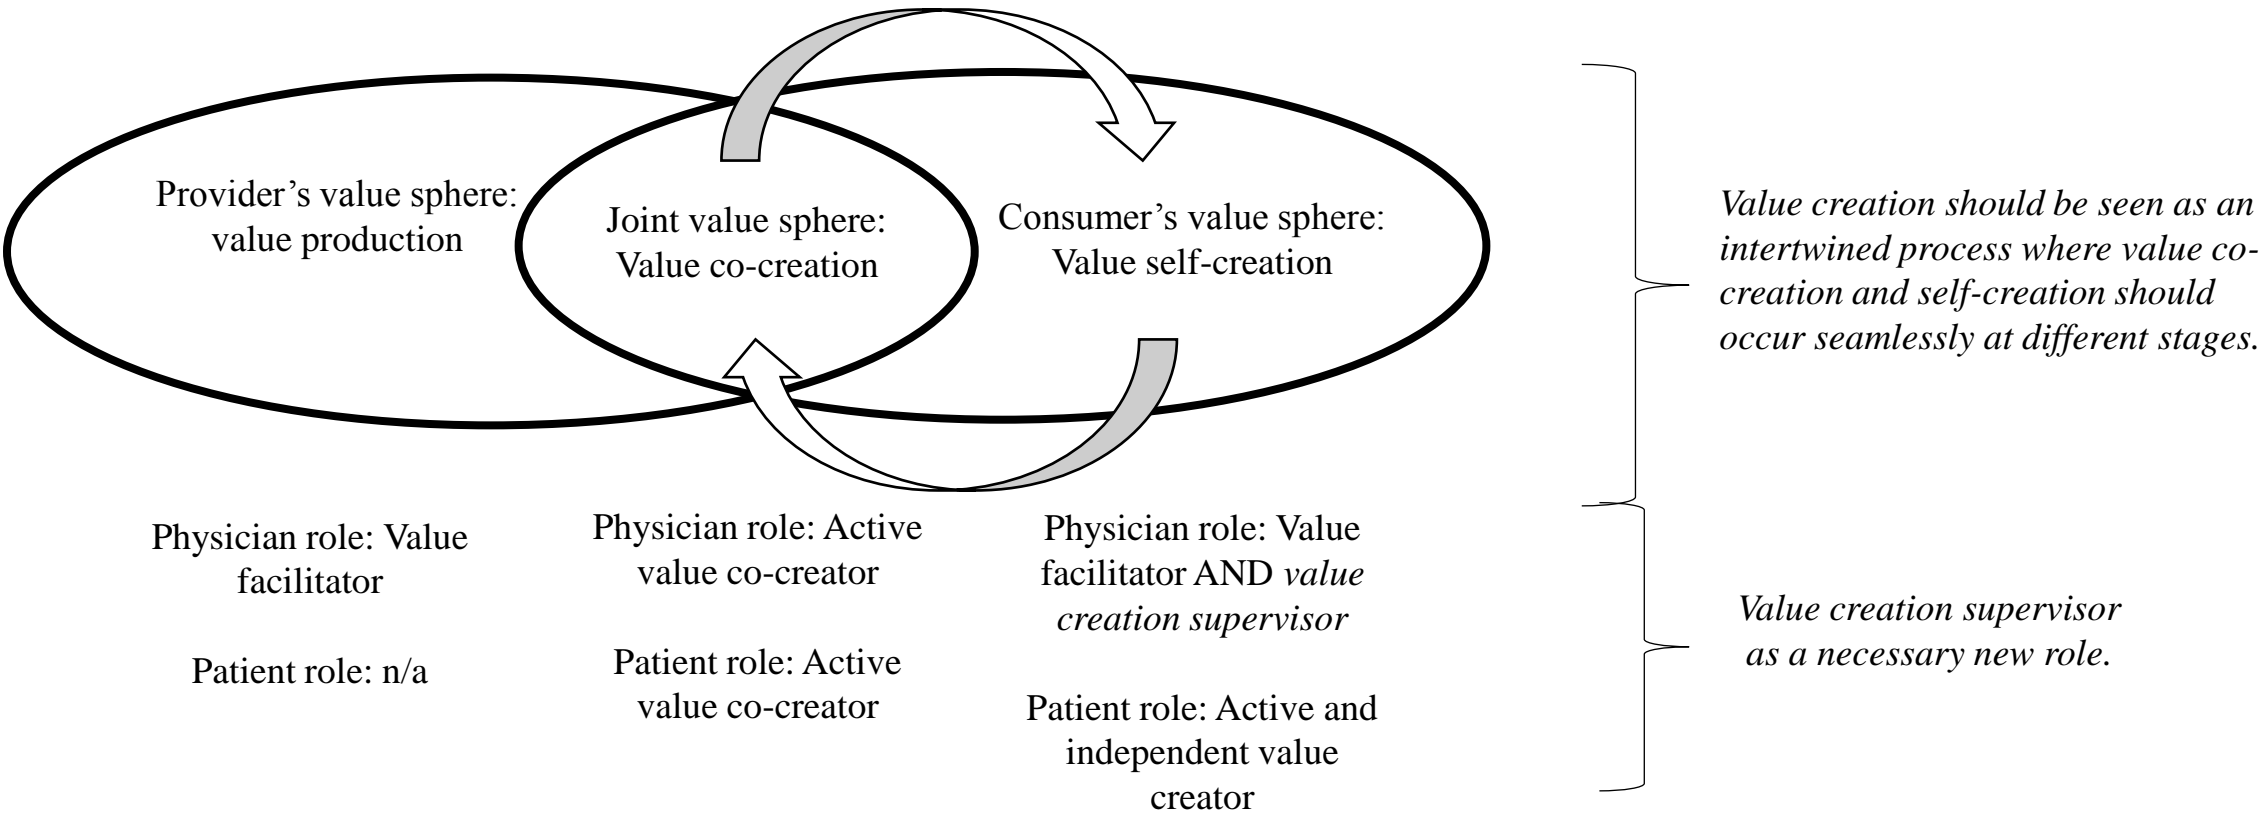 Provider’s value sphere:
value production
Joint value sphere:
Value co-creation
Consumer’s value sphere:
Value self-creation
Value creation should be seen as an
intertwined process where value co-
creation and self-creation should
occur seamlessly at different stages.
Physician role: Value
facilitator
Patient role: n/a
Physician role: Active
value co-creator
Patient role: Active
value co-creator
Physician role: Value
facilitator AND value
creation supervisor
Patient role: Active and
independent value
creator
Value creation supervisor
as a necessary new role.